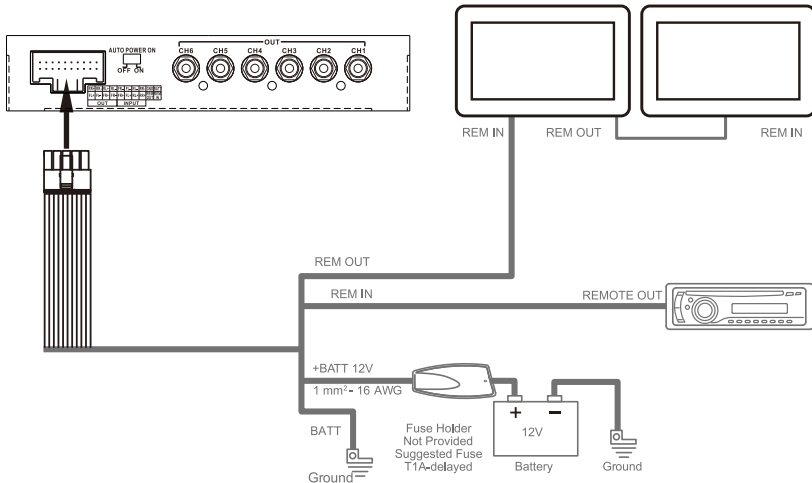 OUT
AUTO POWER ON
CH6 CH5 CH4 CH3 CH2 CH1
OFF ON
OUT INPUT
REM IN REM OUT REM IN
REM OUT
REM IN REMOTE OUT
+BATT 12V
1 mm² - 16 AWG
BATT
Ground
Fuse Holder
Not Provided
Suggested Fuse
T1A-delayed
+ −
12V
Battery
Ground